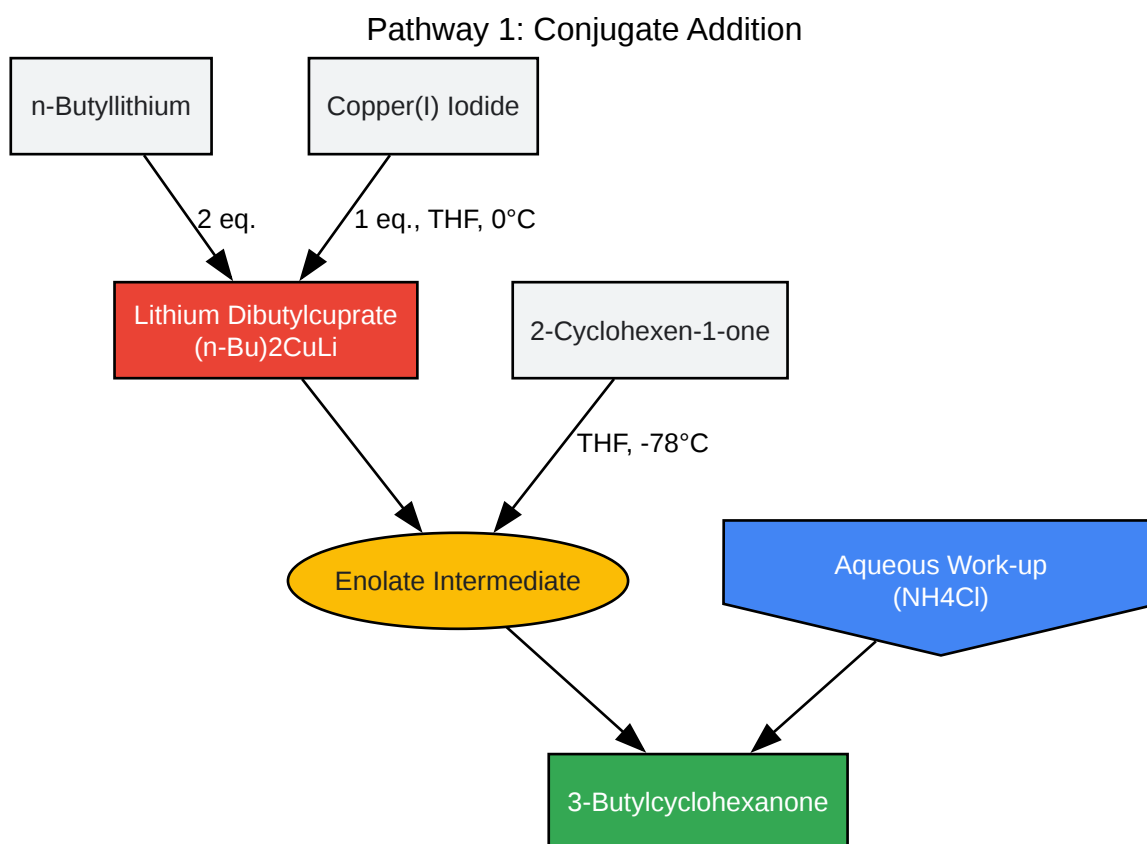 Pathway 1: Conjugate Addition
n-Butyllithium
Copper(I) Iodide
2 eq.
1 eq., THF, 0°C
Lithium Dibutylcuprate
(n-Bu)2CuLi
2-Cyclohexen-1-one
THF, -78°C
Enolate Intermediate
Aqueous Work-up
(NH4Cl)
3-Butylcyclohexanone